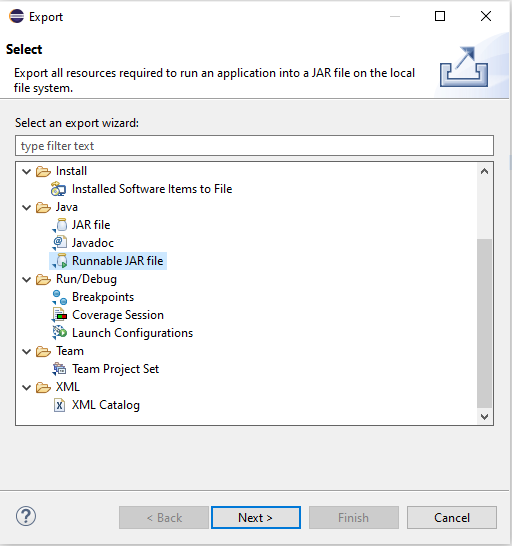 Export
Select
Export all resources required to run an application into a JAR file on the local
file system.
Select an export wizard:
type filter text
Install
Installed Software Items to File
Java
JAR file
Javadoc
Runnable JAR file
Run/Debug
Breakpoints
Coverage Session
Launch Configurations
Team
Team Project Set
XML
XML Catalog
? < Back Next > Finish Cancel